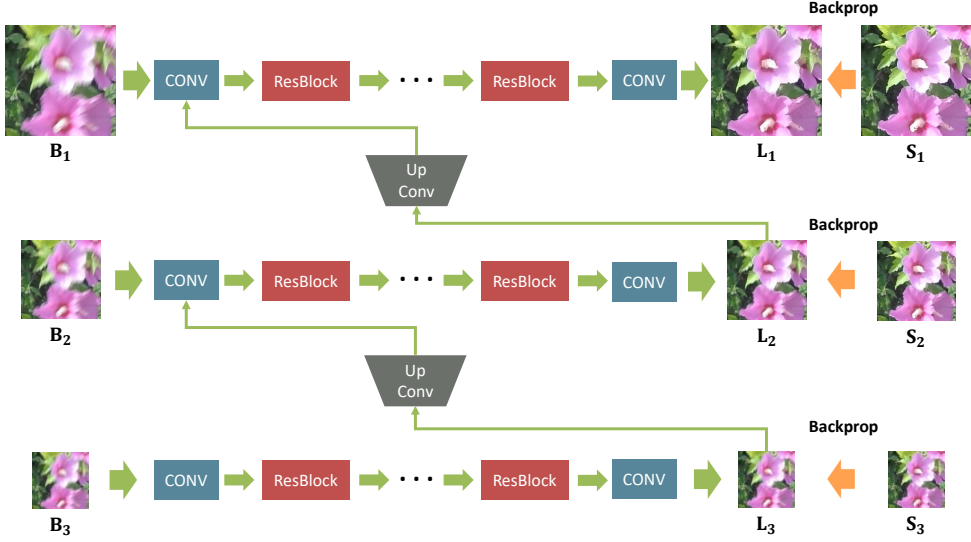 Backprop
CONV ResBlock ... ResBlock CONV
B₁ L₁ S₁
Up
Conv
Backprop
CONV ResBlock ... ResBlock CONV
B₂ L₂ S₂
Up
Conv
Backprop
CONV ResBlock ... ResBlock CONV
B₃ L₃ S₃